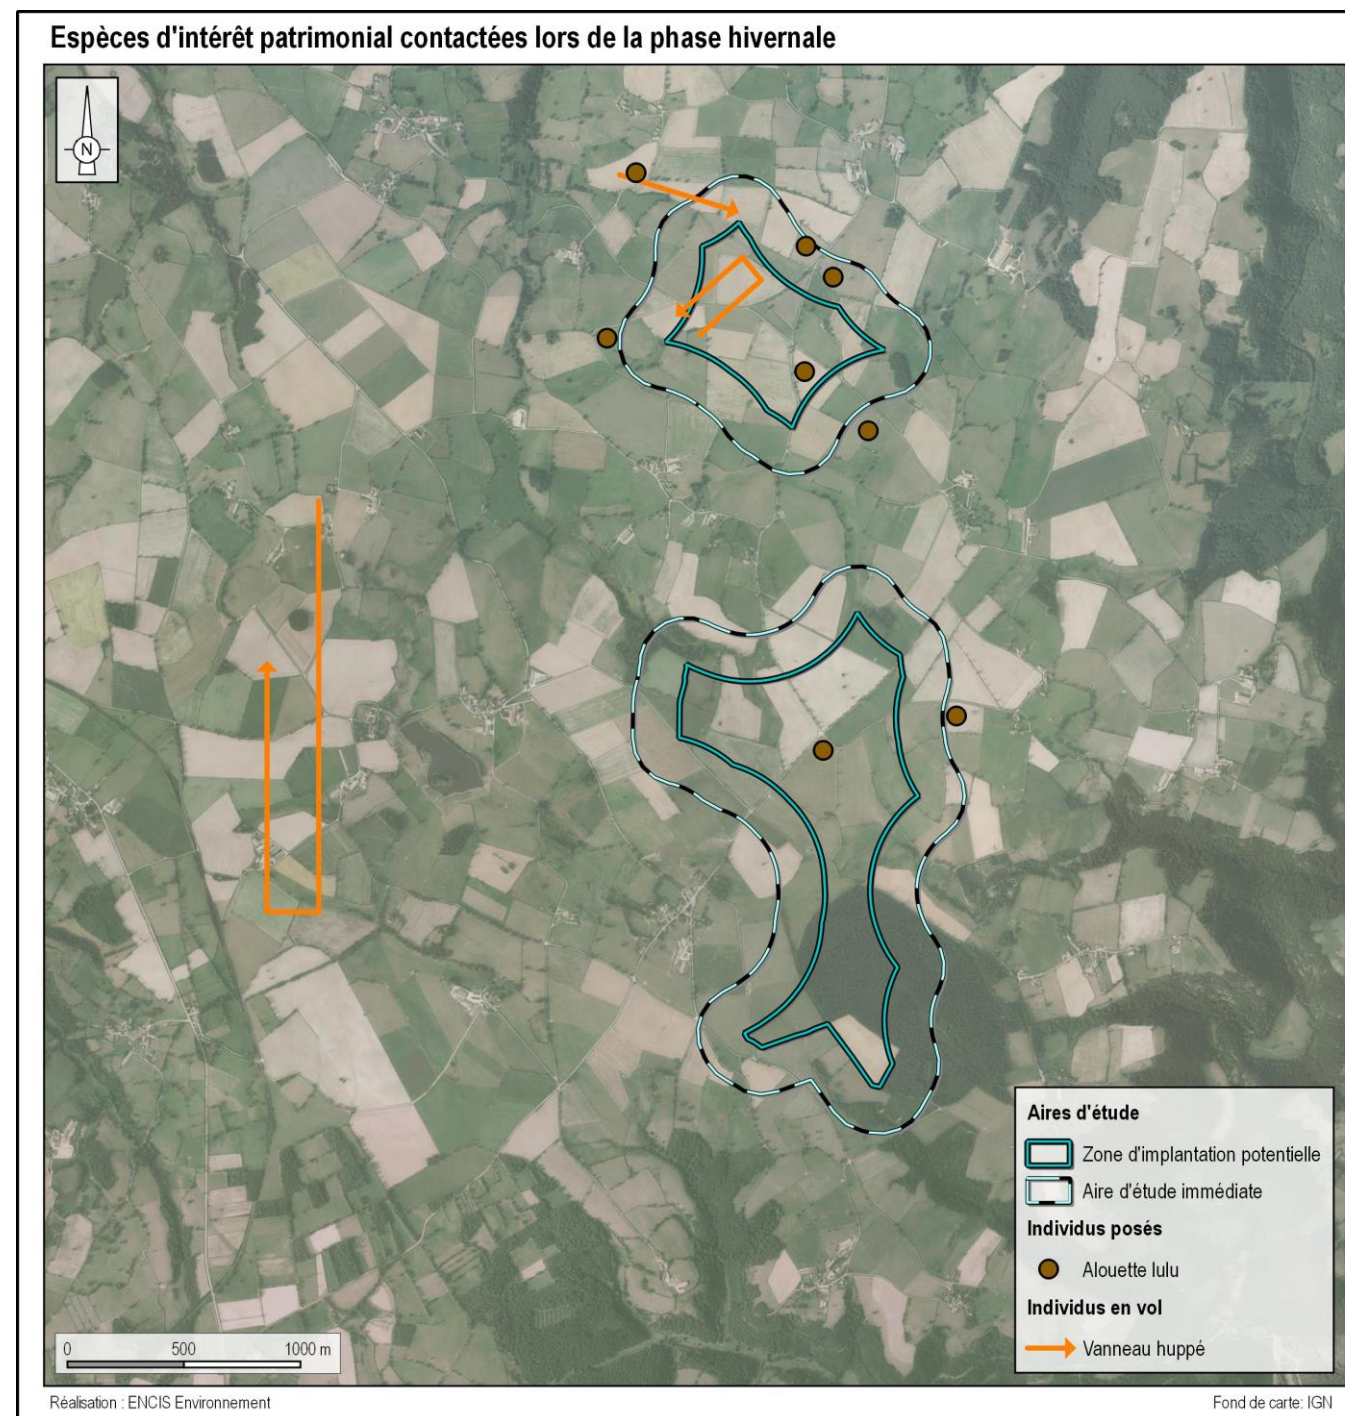 Espèces d'intérêt patrimonial contactées lors de la phase hivernale
N
Aires d'étude
Zone d'implantation potentielle
Aire d'étude immédiate
Individus posés
Alouette lulu
Individus en vol
Vanneau huppé
0 500 1000 m
Réalisation : ENCIS Environnement
Fond de carte: IGN